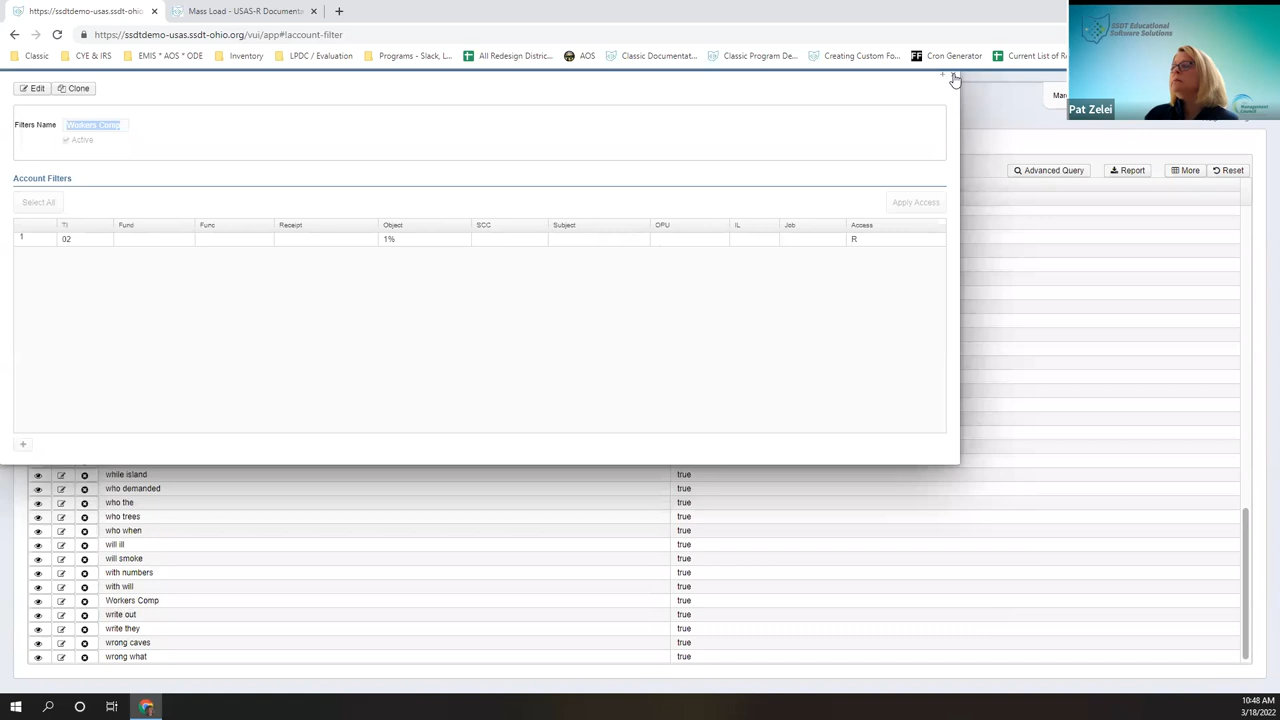 https://ssdtdemo-usas.ssdt-ohio.or
Mass Load - USAS-R Documenta
https://ssdtdemo-usas.ssdt-ohio.org/vui/app#!account-filter
Classic
CYE & IRS
EMIS * AOS * ODE
Inventory
LPDC / Evaluation
Programs - Slack, L...
All Redesign Distric...
AOS
Classic Documentat...
Classic Program De...
Creating Custom Fo...
Cron Generator
Current List of R
SSDT Educational
Software Solutions
Management
Council
Pat Zelei
Edit
Clone
Filters Name
Workers Comp
Active
Account Filters
Select All
Apply Access
TI Fund Func Receipt Object SCC Subject OPU IL Job Access
1 02 1% R
Advanced Query
Report
More
Reset
while island true
who demanded true
who the true
who trees true
who when true
will ill true
will smoke true
with numbers true
with will true
Workers Comp true
write out true
write they true
wrong caves true
wrong what true
10:48 AM
3/18/2022